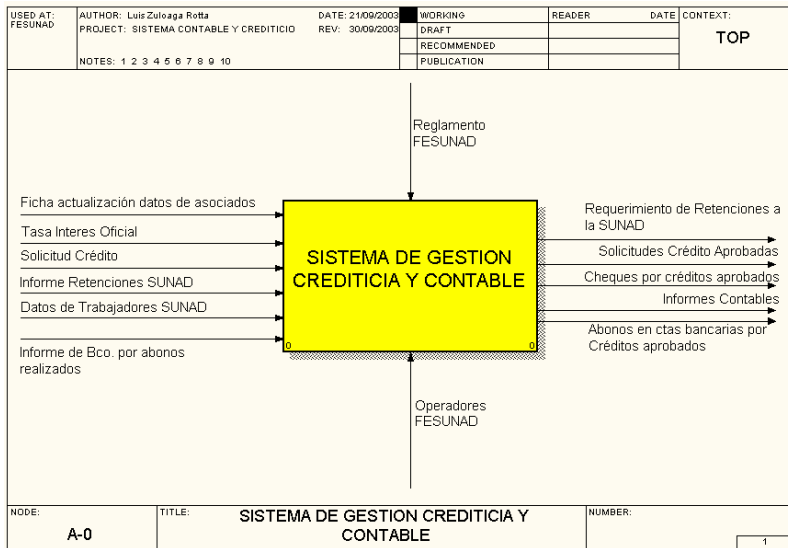 USED AT:
FESUNAD
AUTHOR: Luis Zuloaga Rotta
PROJECT: SISTEMA CONTABLE Y CREDITICIO
NOTES: 1 2 3 4 5 6 7 8 9 10
DATE: 21/09/2003
REV: 30/09/2003
WORKING
DRAFT
RECOMMENDED
PUBLICATION
READER DATE
CONTEXT:
TOP
Reglamento
FESUNAD
Ficha actualización datos de asociados
Tasa Interes Oficial
Solicitud Crédito
Informe Retenciones SUNAD
Datos de Trabajadores SUNAD
Informe de Bco. por abonos
realizados
SISTEMA DE GESTION
CREDITICIA Y CONTABLE
0 0
Requerimiento de Retenciones a
la SUNAD
Solicitudes Crédito Aprobadas
Cheques por créditos aprobados
Informes Contables
Abonos en ctas bancarias por
Créditos aprobados
Operadores
FESUNAD
NODE:
A-0
TITLE:
SISTEMA DE GESTION CREDITICIA Y
CONTABLE
NUMBER:
1